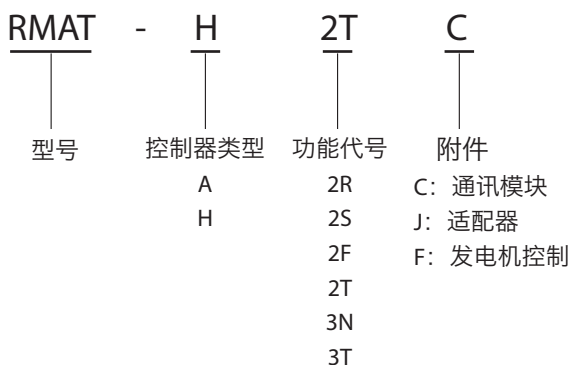 RMAT - H 2T C
型号 控制器类型 功能代号 附件
A 2R C：通讯模块
H 2S J：适配器
2F F：发电机控制
2T
3N
3T